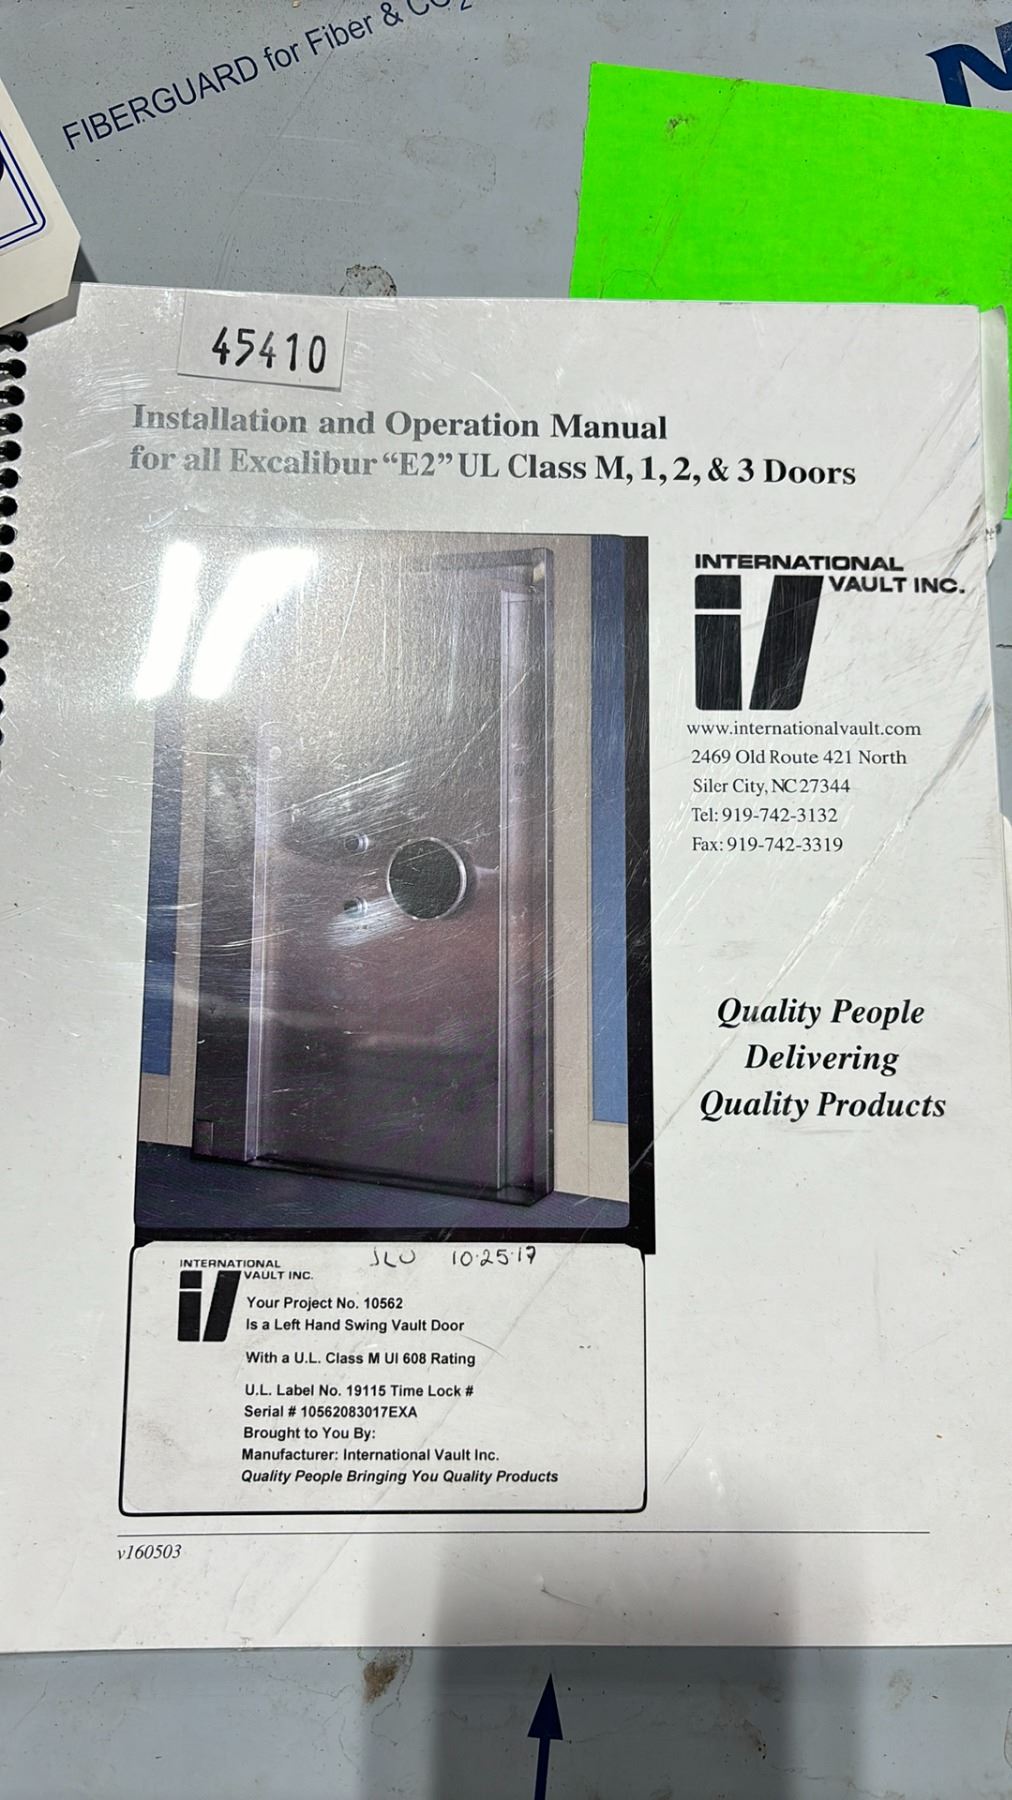 FIBERGUARD for Fiber & CO2
45410
Installation and Operation Manual
for all Excalibur "E2" UL Class M, 1, 2, & 3 Doors
INTERNATIONAL
VAULT INC.
www.internationalvault.com
2469 Old Route 421 North
Siler City, NC 27344
Tel: 919-742-3132
Fax: 919-742-3319
Quality People
Delivering
Quality Products
10·25·17
INTERNATIONAL
VAULT INC.
Your Project No. 10562
Is a Left Hand Swing Vault Door
With a U.L. Class M Ul 608 Rating
U.L. Label No. 19115 Time Lock #
Serial # 10562083017EXA
Brought to You By:
Manufacturer: International Vault Inc.
Quality People Bringing You Quality Products
v160503